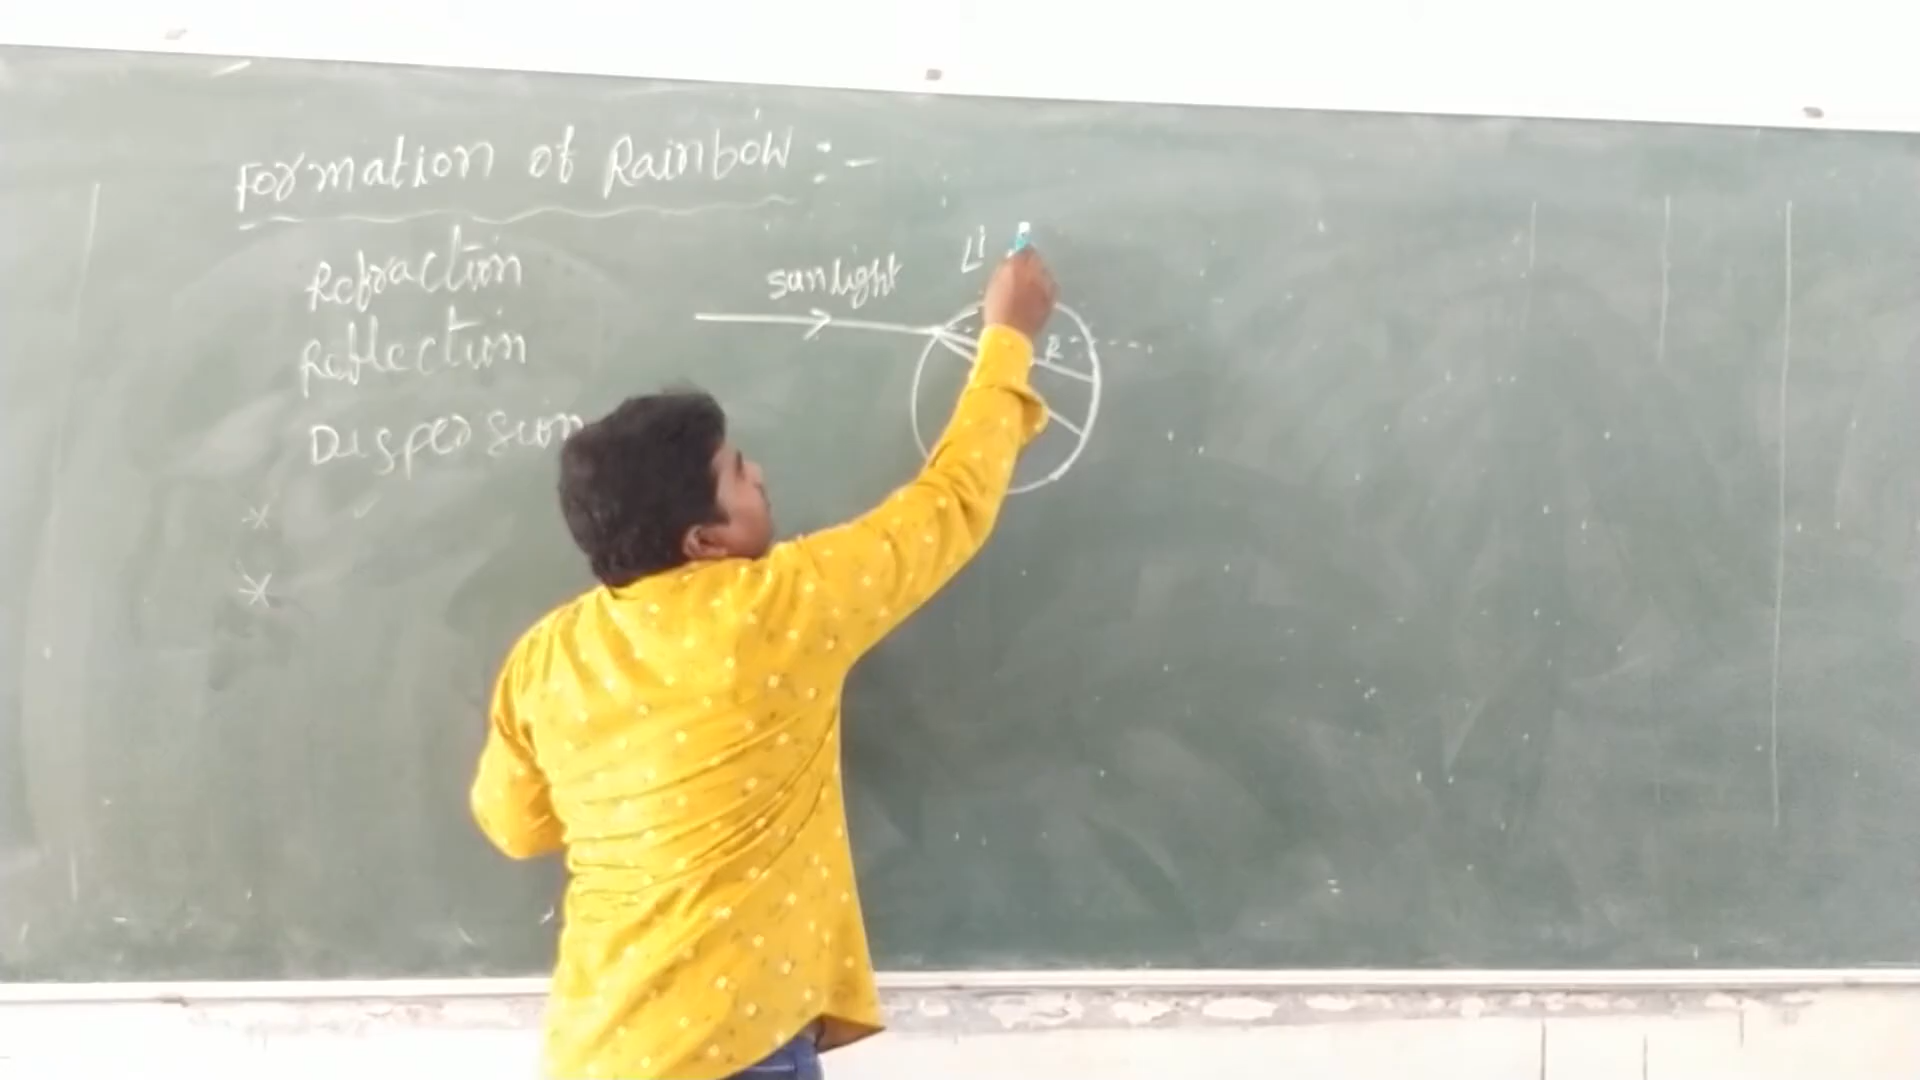 Formation of Rainbow :-
Refraction
Reflection
Dispersion
*
*
sunlight
∠i
R